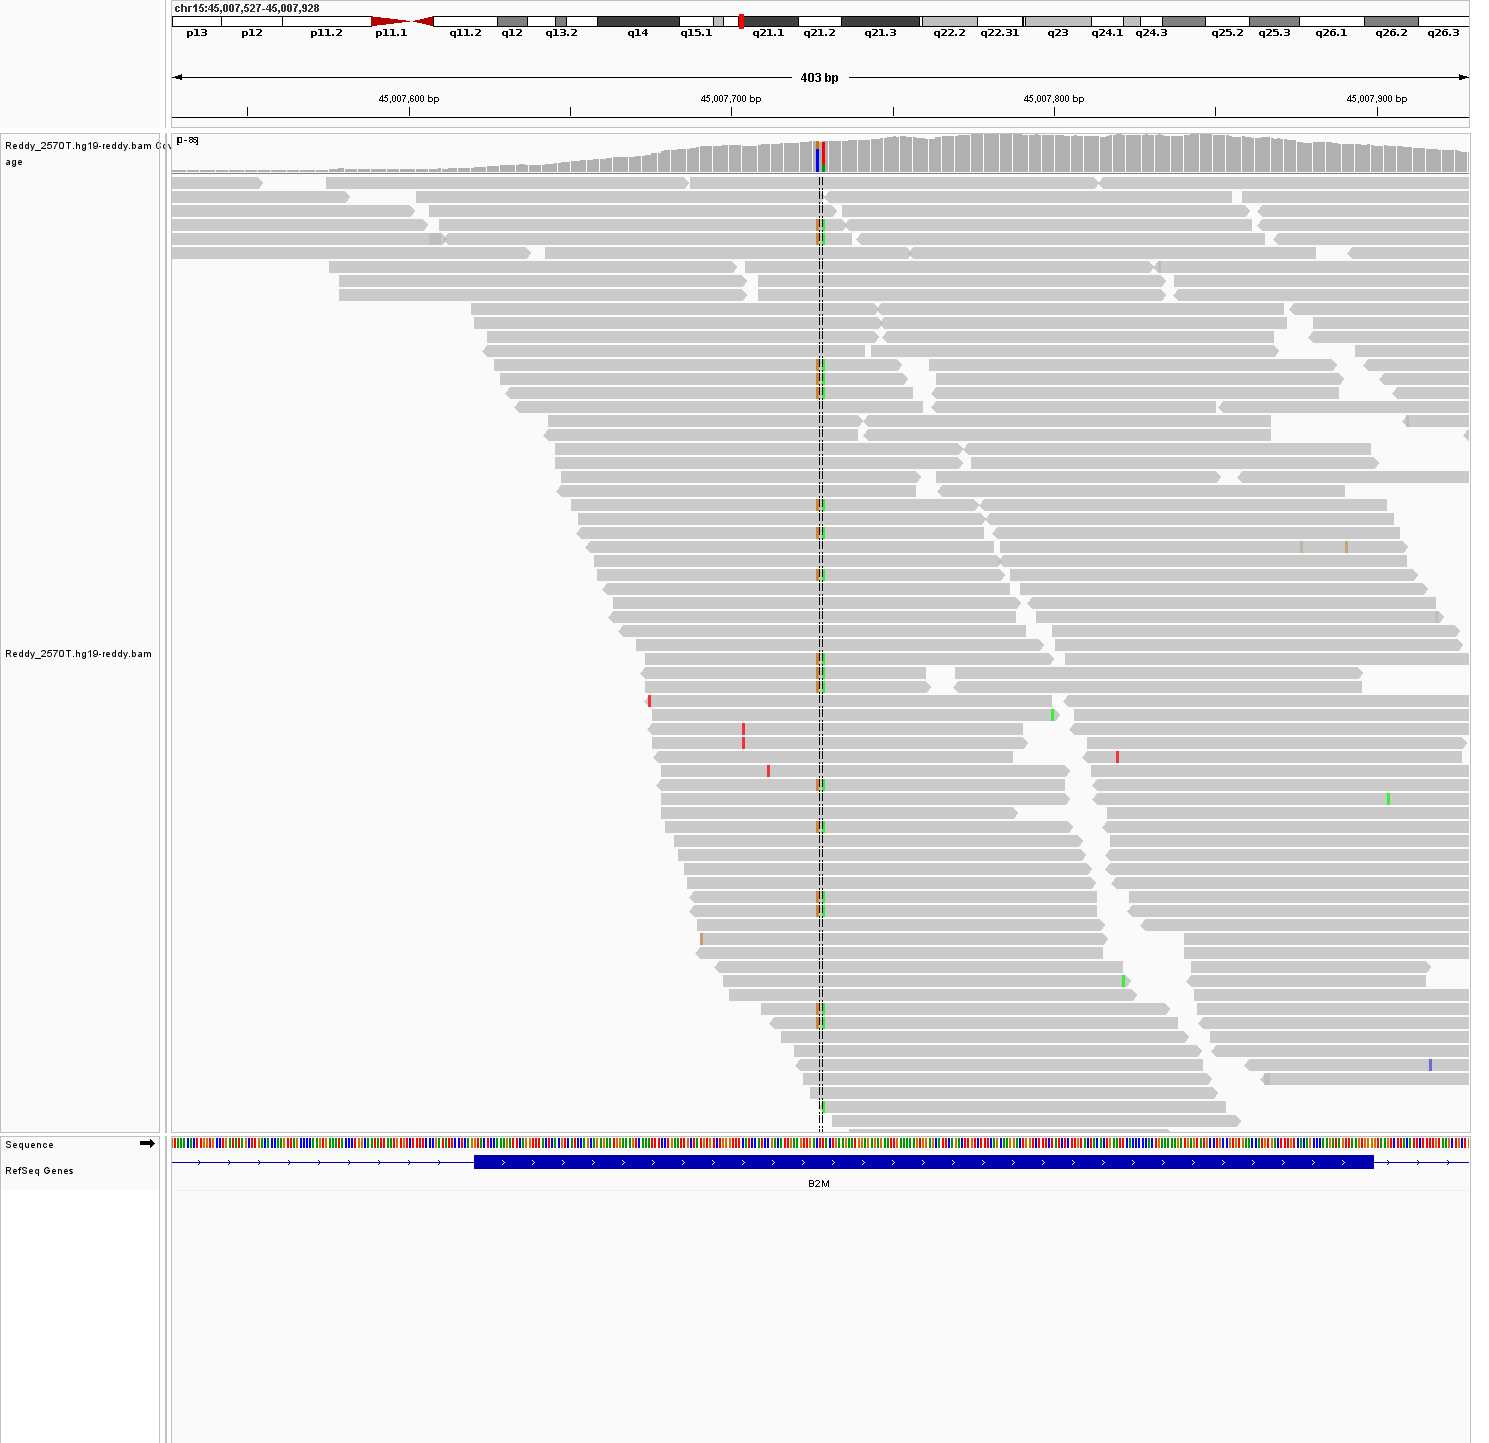 chr15:45,007,527-45,007,928
p13 p12 p11.2 p11.1 q11.2 q12 q13.2 q14 q15.1 q21.1 q21.2 q21.3 q22.2 q22.31 q23 q24.1 q24.3 q25.2 q25.3 q26.1 q26.2 q26.3
403 bp
45,007,600 bp 45,007,700 bp 45,007,800 bp 45,007,900 bp
Reddy_2570T.hg19-reddy.bam Cov
age
Reddy_2570T.hg19-reddy.bam
Sequence
RefSeq Genes
B2M